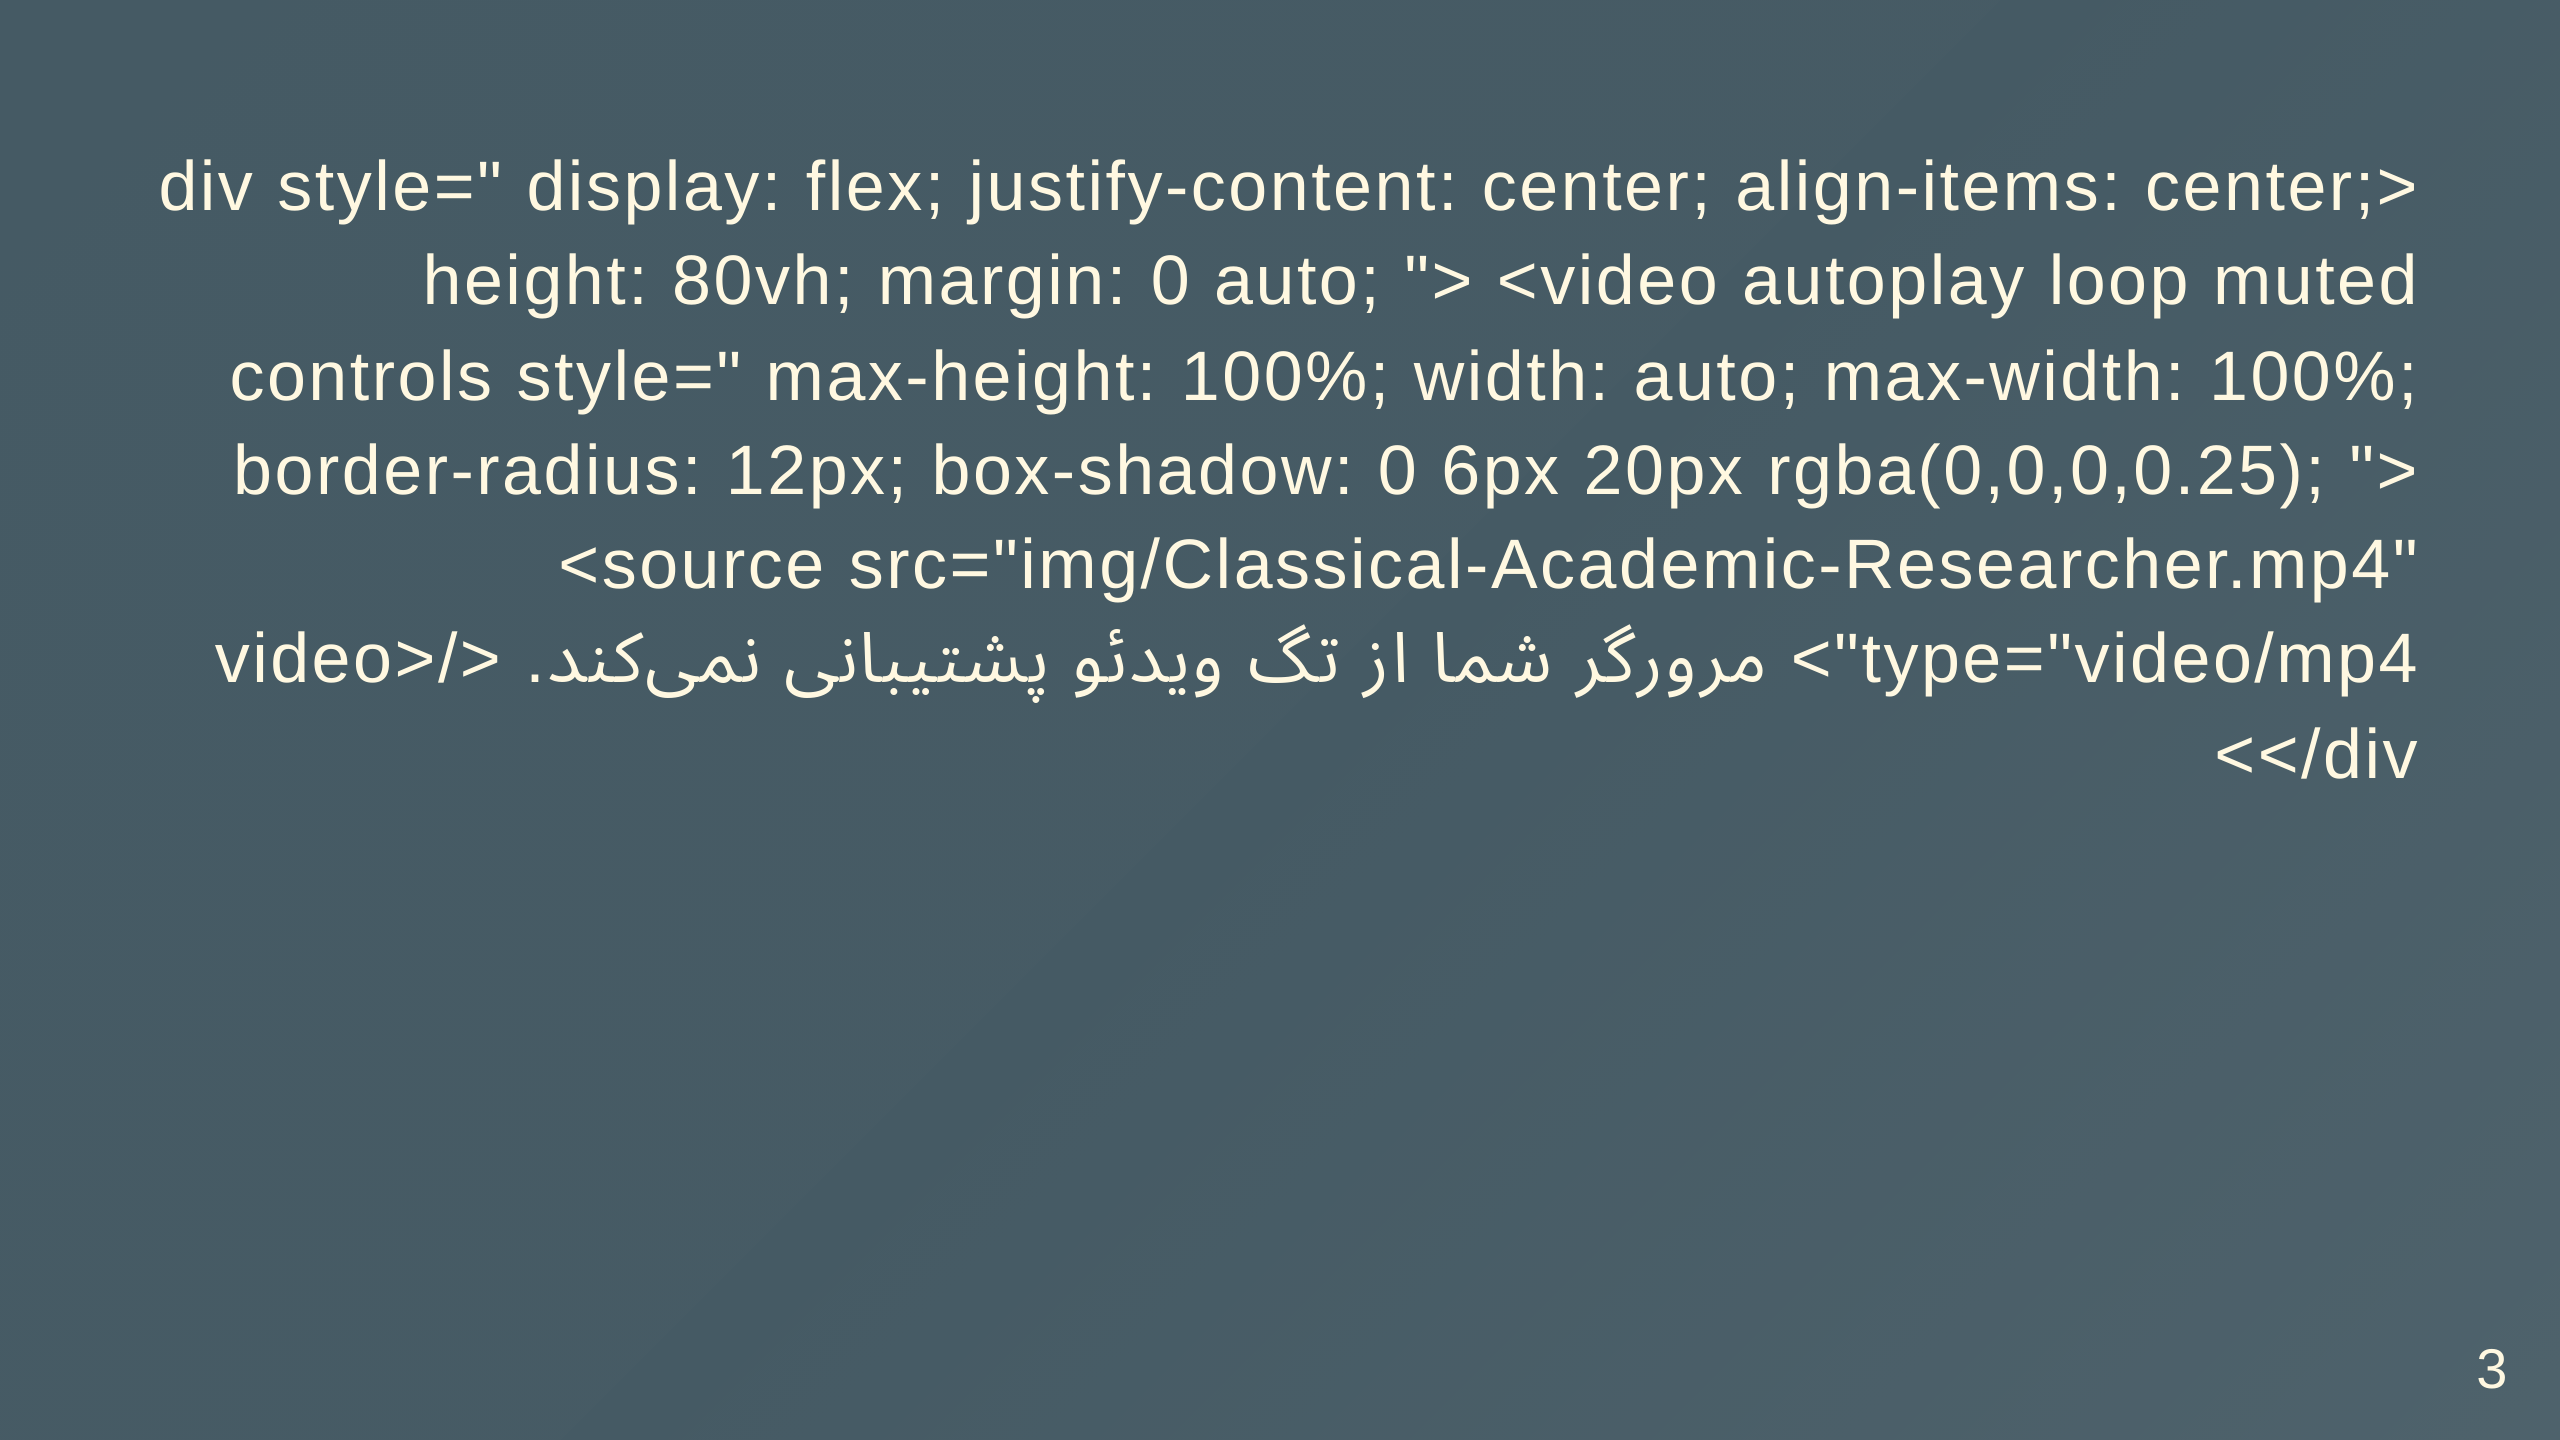 <div style=" display: flex; justify-content: center; align-items: center;
height: 80vh; margin: 0 auto; "> <video autoplay loop muted
controls style=" max-height: 100%; width: auto; max-width: 100%;
border-radius: 12px; box-shadow: 0 6px 20px rgba(0,0,0,0.25); ">
<source src="img/Classical-Academic-Researcher.mp4"
type="video/mp4"> مرورگر شما از تگ ویدئو پشتیبانی نمی‌کند. </video>
</div>
3